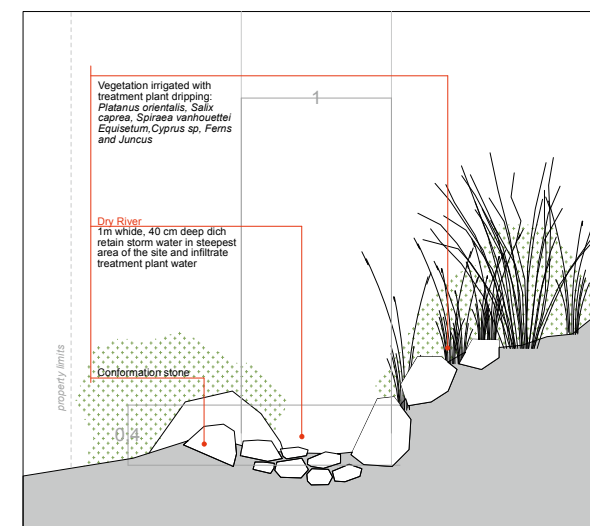 1
Vegetation irrigated with
treatment plant dripping:
Platanus orientalis, Salix
caprea, Spiraea vanhouettei
Equisetum,Cyprus sp, Ferns
and Juncus
Dry River
1m whide, 40 cm deep dich
retain storm water in steepest
area of the site and infiltrate
treatment plant water
property limits
Conformation stone
0,4